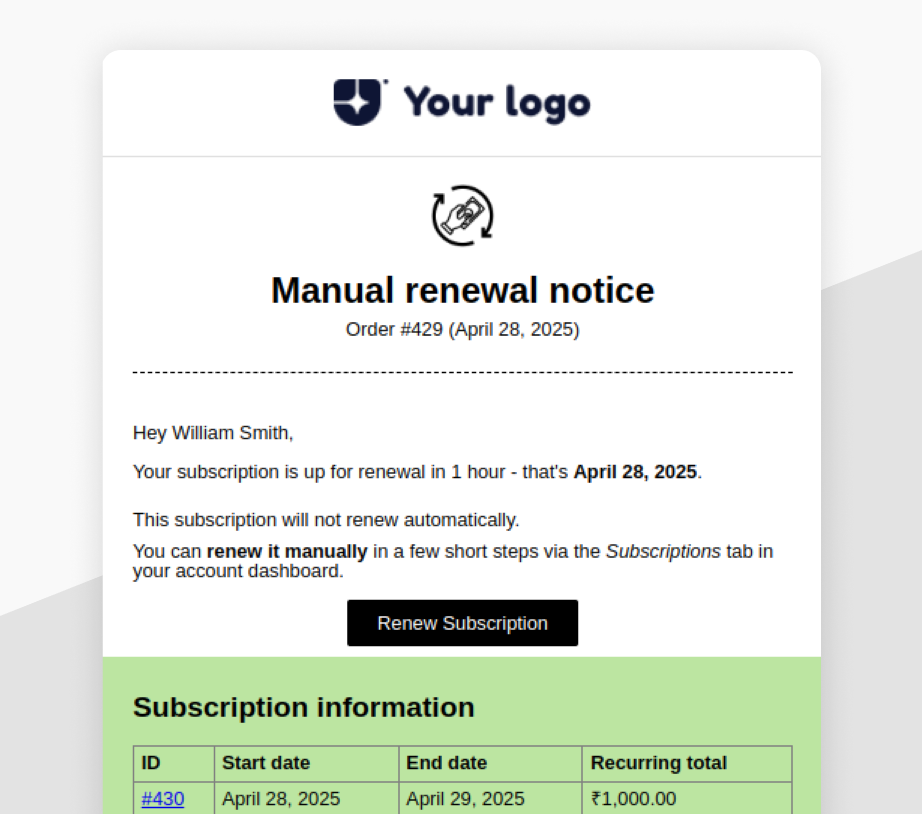 Your logo
Manual renewal notice
Order #429 (April 28, 2025)
Hey William Smith,
Your subscription is up for renewal in 1 hour - that's April 28, 2025.
This subscription will not renew automatically.
You can renew it manually in a few short steps via the Subscriptions tab in
your account dashboard.
Renew Subscription
Subscription information
ID Start date End date Recurring total
#430 April 28, 2025 April 29, 2025 ₹1,000.00